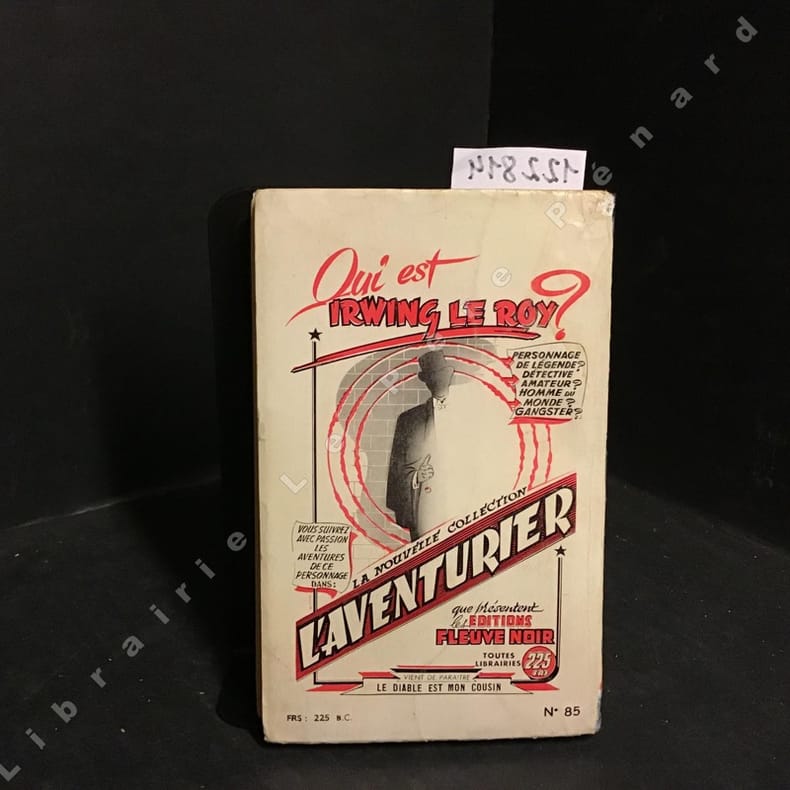 122814
Qui est
IRWING LE ROY?
PERSONNAGE
DE LÉGENDE?
DÉTECTIVE
AMATEUR?
HOMME DU
MONDE?
GANGSTER?
VOUS SUIVREZ
AVEC PASSION
LES
AVENTURES
DE CE
PERSONNAGE
DANS:
LA NOUVELLE COLLECTION
L'AVENTURIER
que présentent
les EDITIONS
FLEUVE NOIR
TOUTES
LIBRAIRIES
225
VIENT DE PARAITRE
LE DIABLE EST MON COUSIN
FRS: 225 B.C.
N° 85
Librairie Le Père Pénard